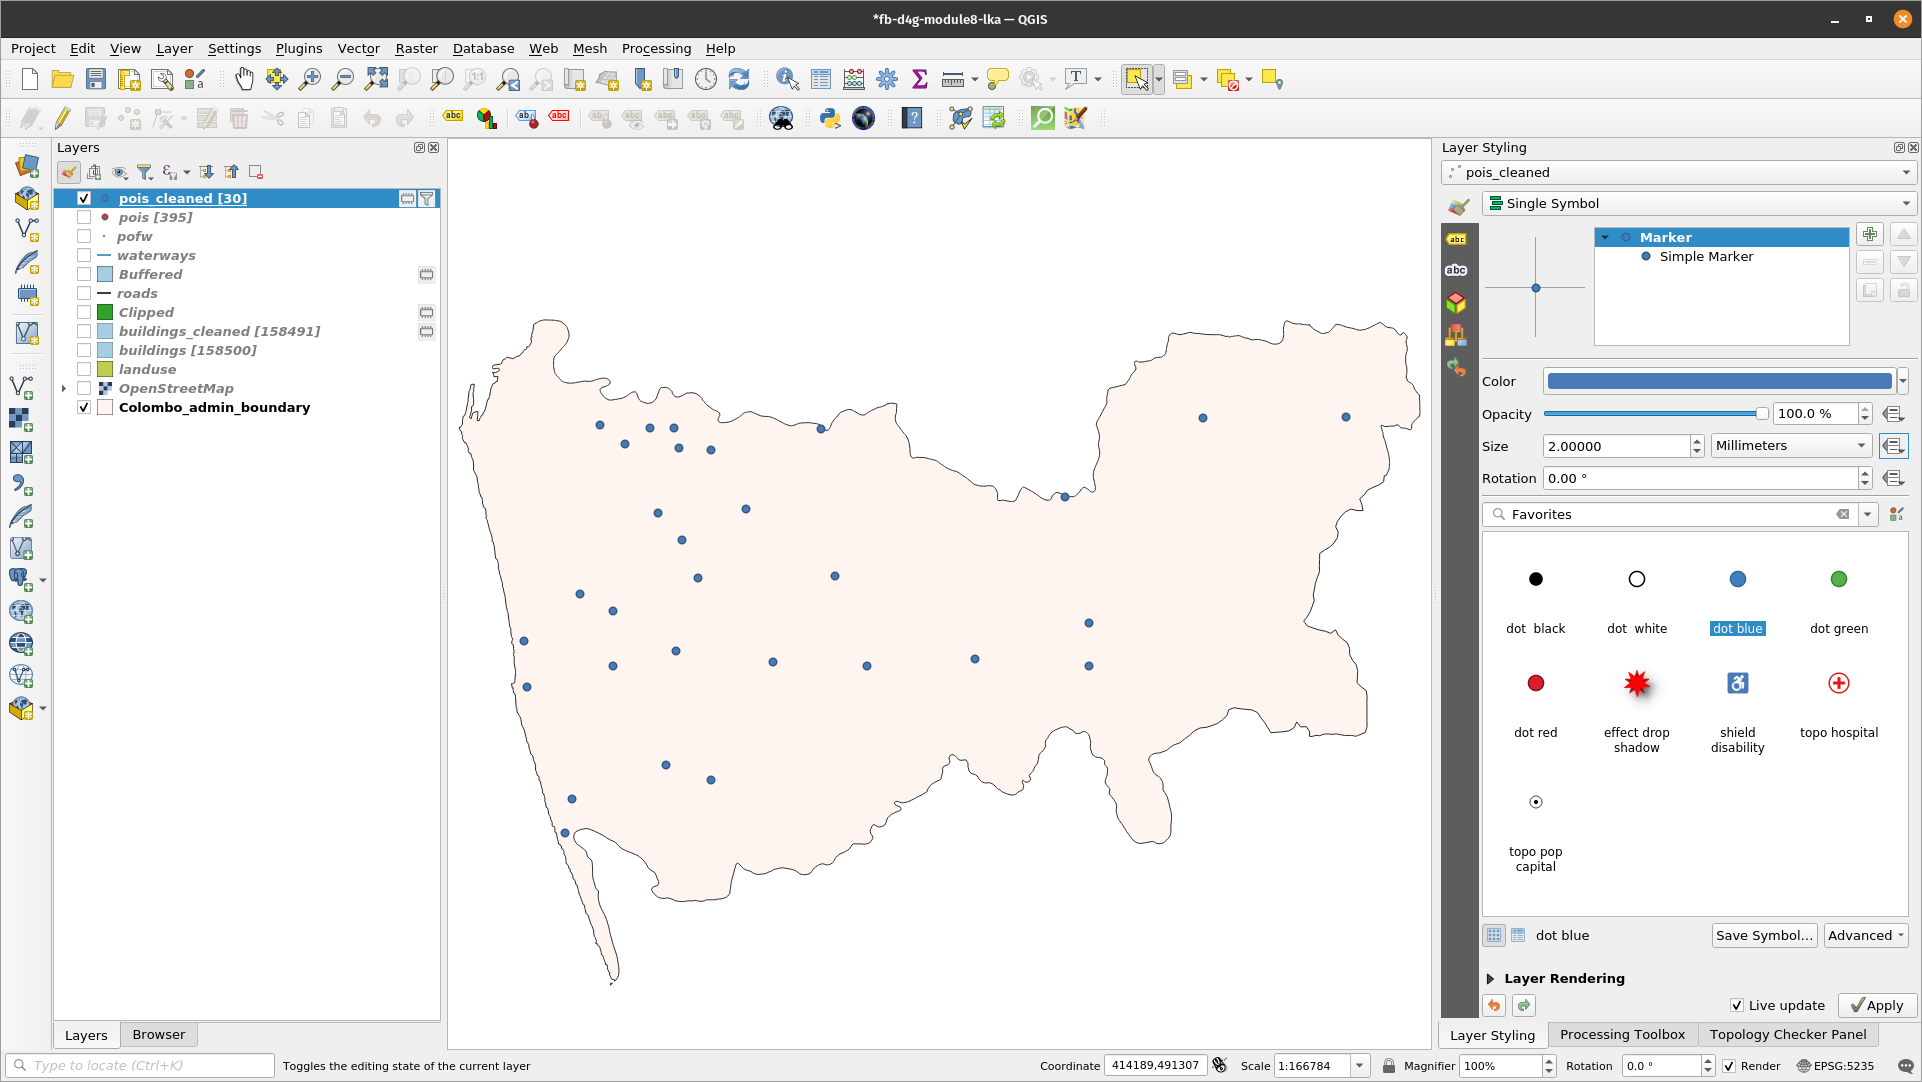 *fb-d4g-module8-lka — QGIS
Project Edit View Layer Settings Plugins Vector Raster Database Web Mesh Processing Help
Layers
pois_cleaned [30]
pois [395]
pofw
waterways
Buffered
roads
Clipped
buildings_cleaned [158491]
buildings [158500]
landuse
OpenStreetMap
Colombo_admin_boundary
Layers Browser
Layer Styling
pois_cleaned
Single Symbol
Marker
Simple Marker
Color
Opacity 100.0 %
Size 2.00000 Millimeters
Rotation 0.00 °
Favorites
dot black dot white dot blue dot green
dot red effect drop shield topo hospital
shadow disability
topo pop
capital
dot blue Save Symbol... Advanced
Layer Rendering
Live update Apply
Layer Styling Processing Toolbox Topology Checker Panel
Type to locate (Ctrl+K) Toggles the editing state of the current layer Coordinate 414189,491307 Scale 1:166784 Magnifier 100% Rotation 0.0 ° Render EPSG:5235